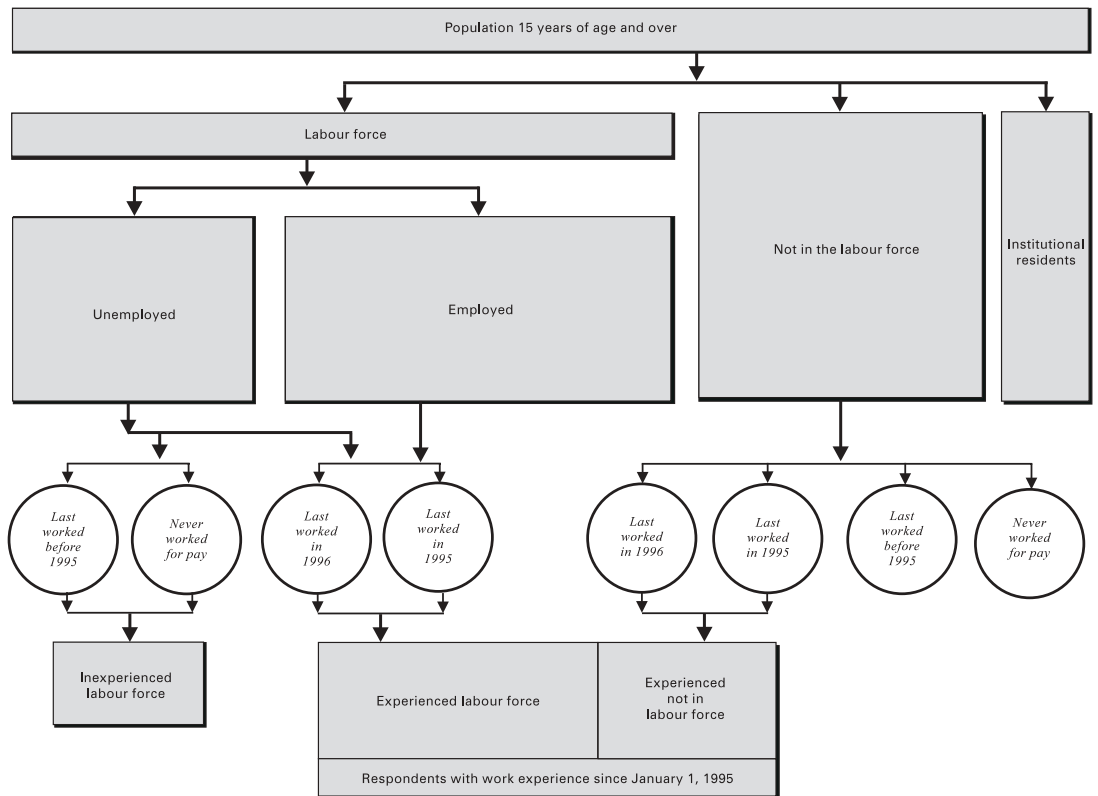 Population 15 years of age and over
Labour force
Not in the labour force
Institutional
residents
Unemployed
Employed
Last
worked
before
1995
Never
worked
for pay
Last
worked
in
1996
Last
worked
in
1995
Last
worked
in 1996
Last
worked
in 1995
Last
worked
before
1995
Never
worked
for pay
Inexperienced
labour force
Experienced labour force
Experienced
not in
labour force
Respondents with work experience since January 1, 1995